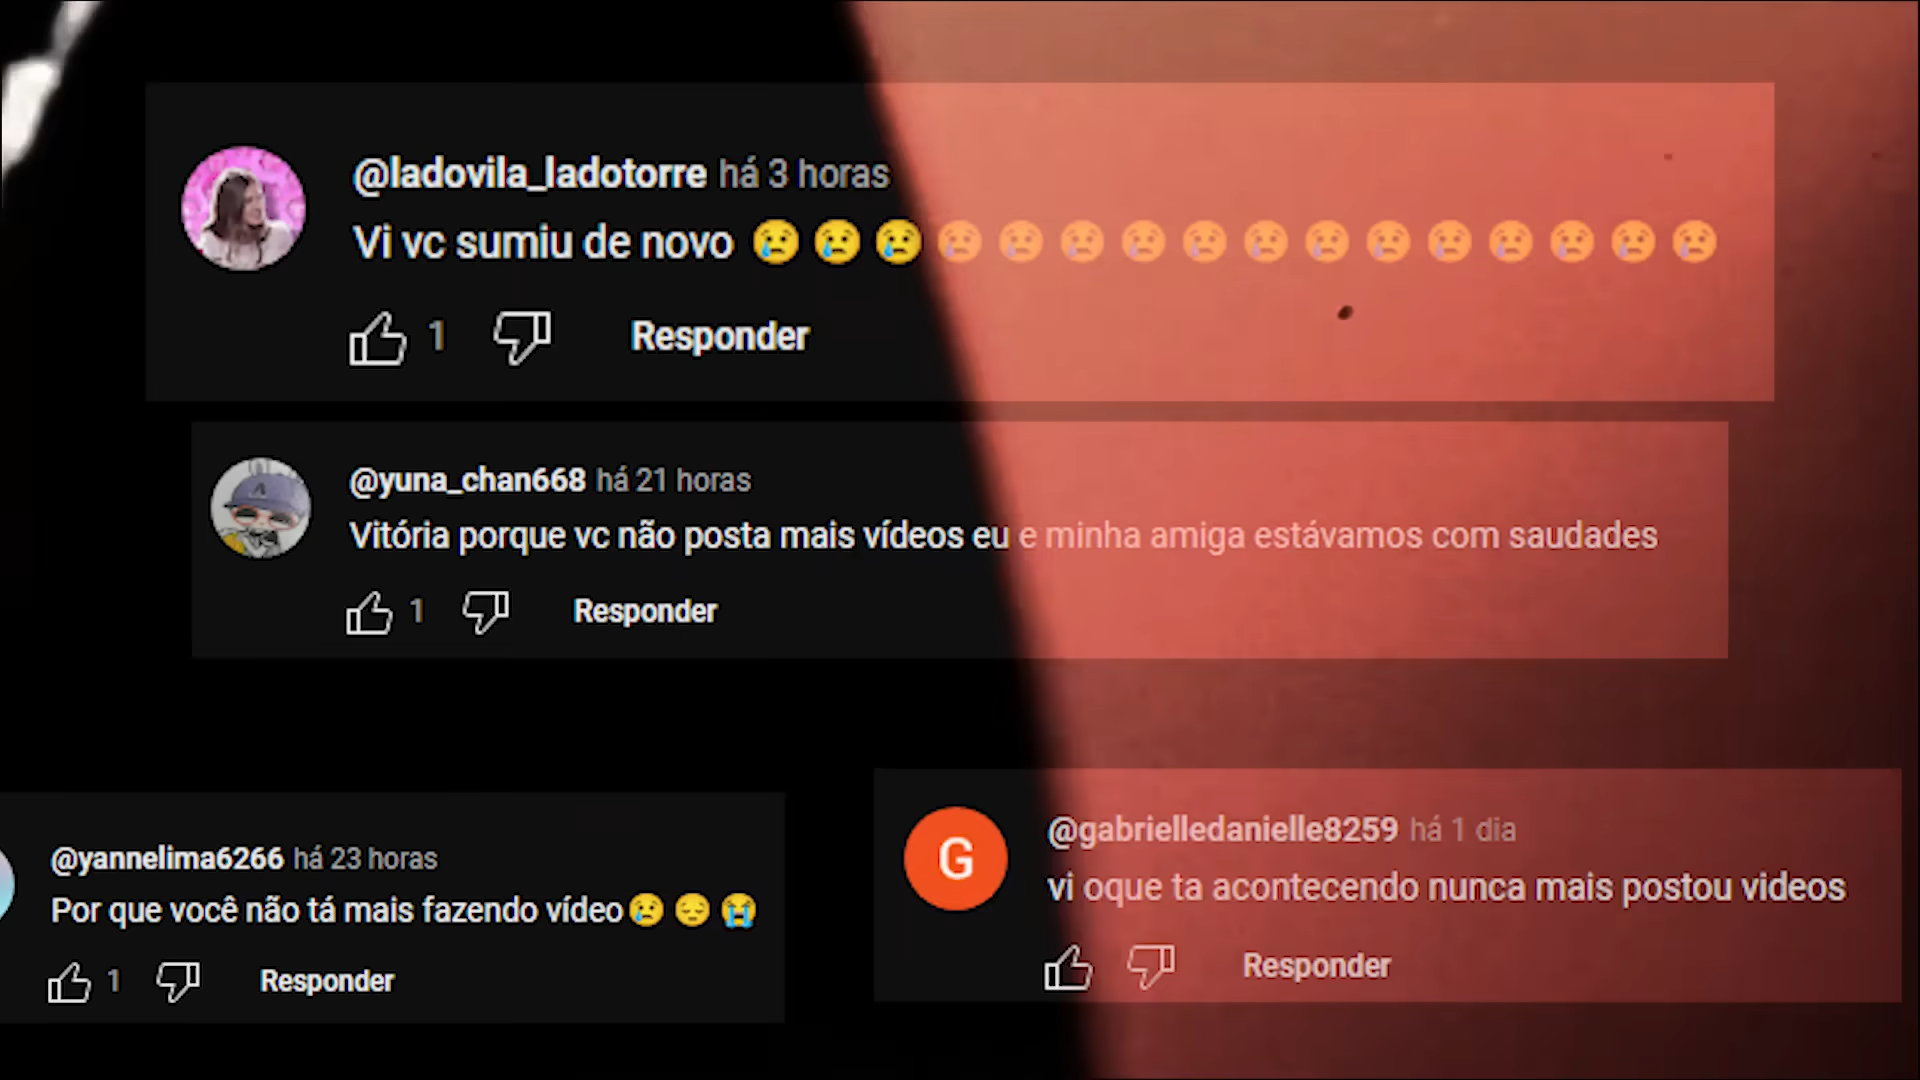 @ladovila_ladotorre há 3 horas
Vi vc sumiu de novo 😢😢😢😢😢😢😢😢😢😢😢😢😢😢😢😢
1 Responder
@yuna_chan668 há 21 horas
Vitória porque vc não posta mais vídeos eu e minha amiga estávamos com saudades
1 Responder
@yannelima6266 há 23 horas
Por que você não tá mais fazendo vídeo😢😔😭
1 Responder
G
@gabrielledanielle8259 há 1 dia
vi oque ta acontecendo nunca mais postou videos
Responder